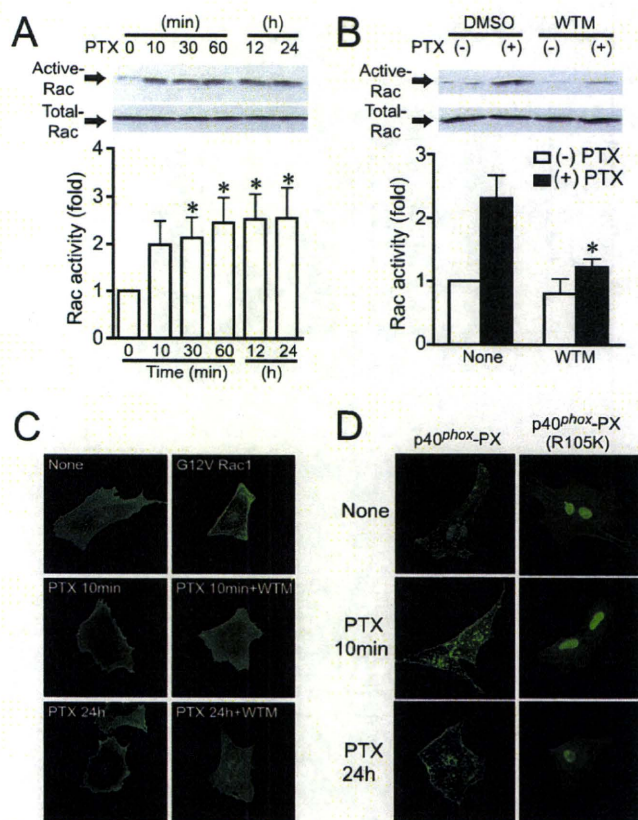 A
(min) (h)
PTX 0 10 30 60 12 24
Active-
Rac
Total-
Rac
Rac activity (fold)
4
3
2
1
0
* * * *
0 10 30 60 12 24
Time (min) (h)
B
DMSO WTM
PTX (-) (+) (-) (+)
Active-
Rac
Total-
Rac
Rac activity (fold)
3
2
1
0
(-) PTX
(+) PTX
*
None WTM
C
None
G12V Rac1
PTX 10min
PTX 10min+WTM
PTX 24h
PTX 24h+WTM
D
p40phox-PX
p40phox-PX
(R105K)
None
PTX
10min
PTX
24h